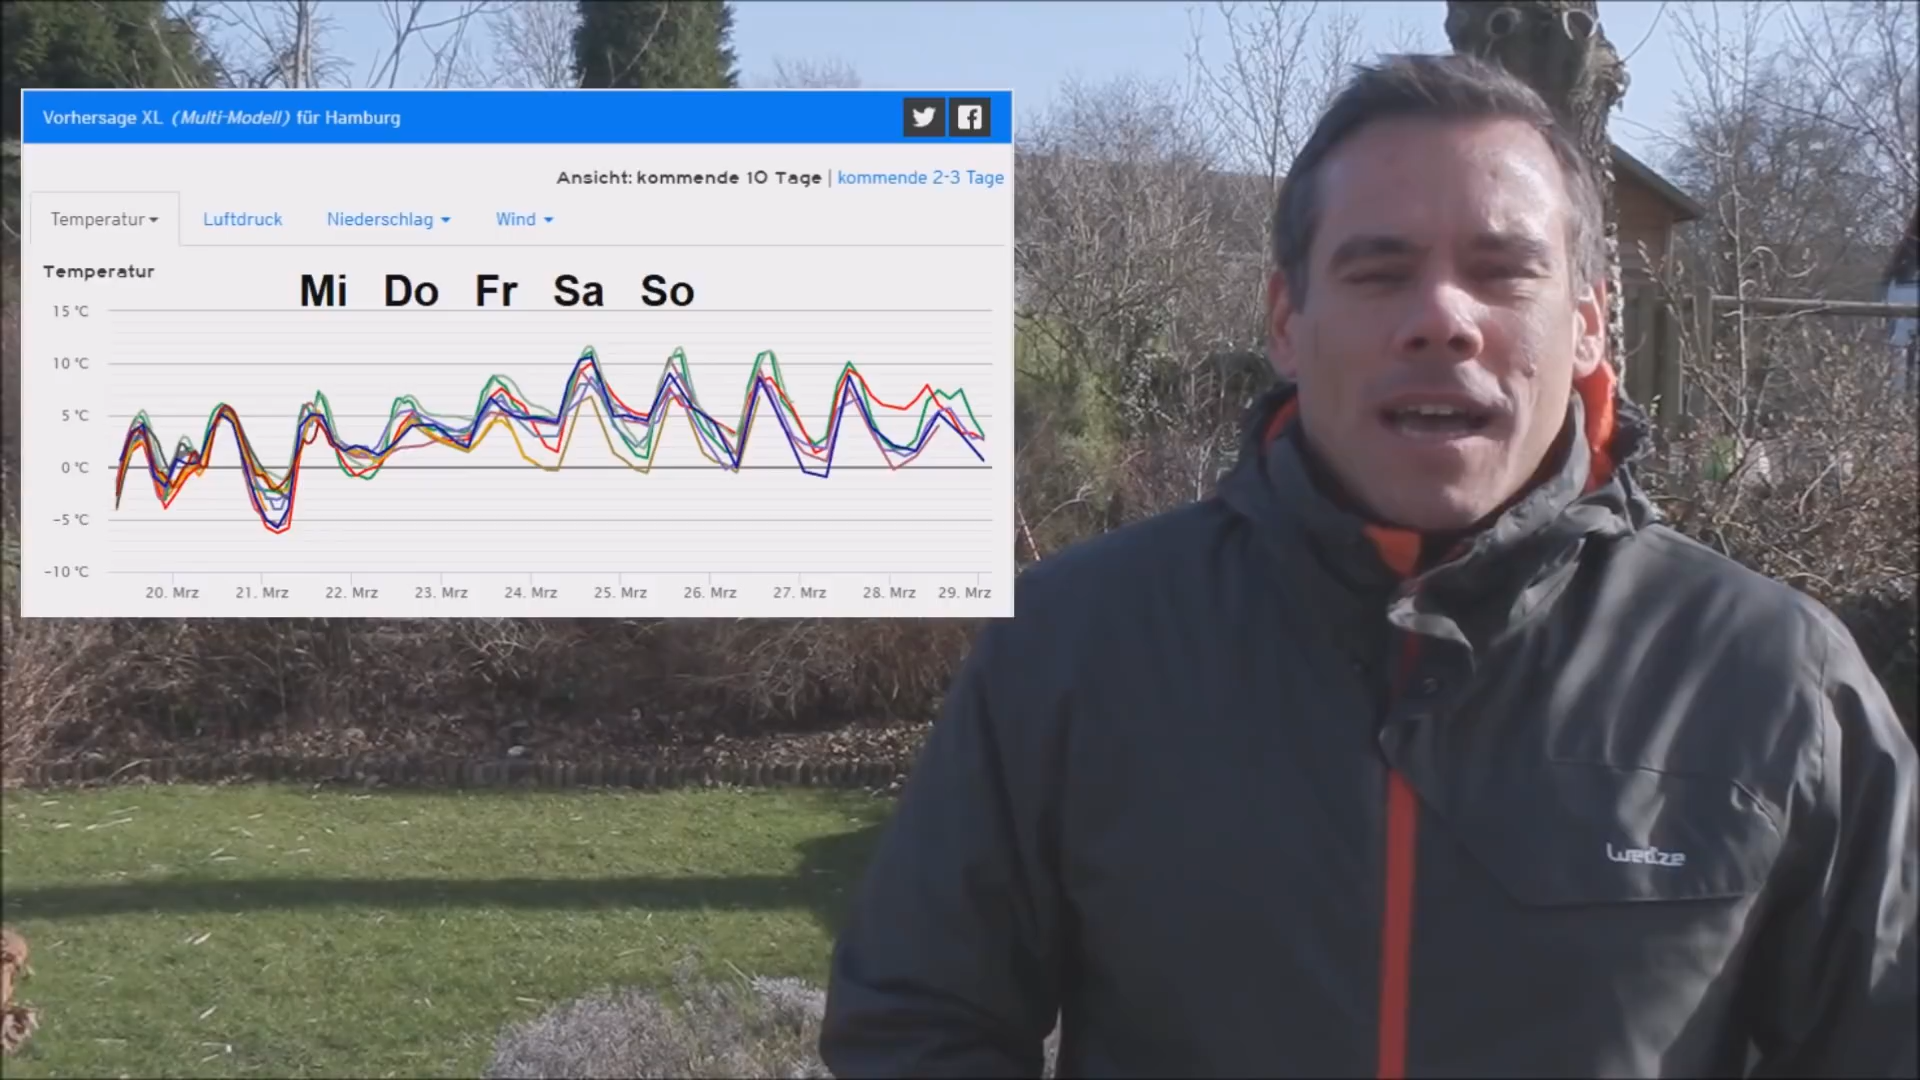 Vorhersage XL (Multi-Modell) für Hamburg
Ansicht: kommende 10 Tage | kommende 2-3 Tage
Temperatur Luftdruck Niederschlag Wind
Temperatur
Mi Do Fr Sa So
15 °C
10 °C
5 °C
0 °C
-5 °C
-10 °C
20. Mrz 21. Mrz 22. Mrz 23. Mrz 24. Mrz 25. Mrz 26. Mrz 27. Mrz 28. Mrz 29. Mrz
wedze